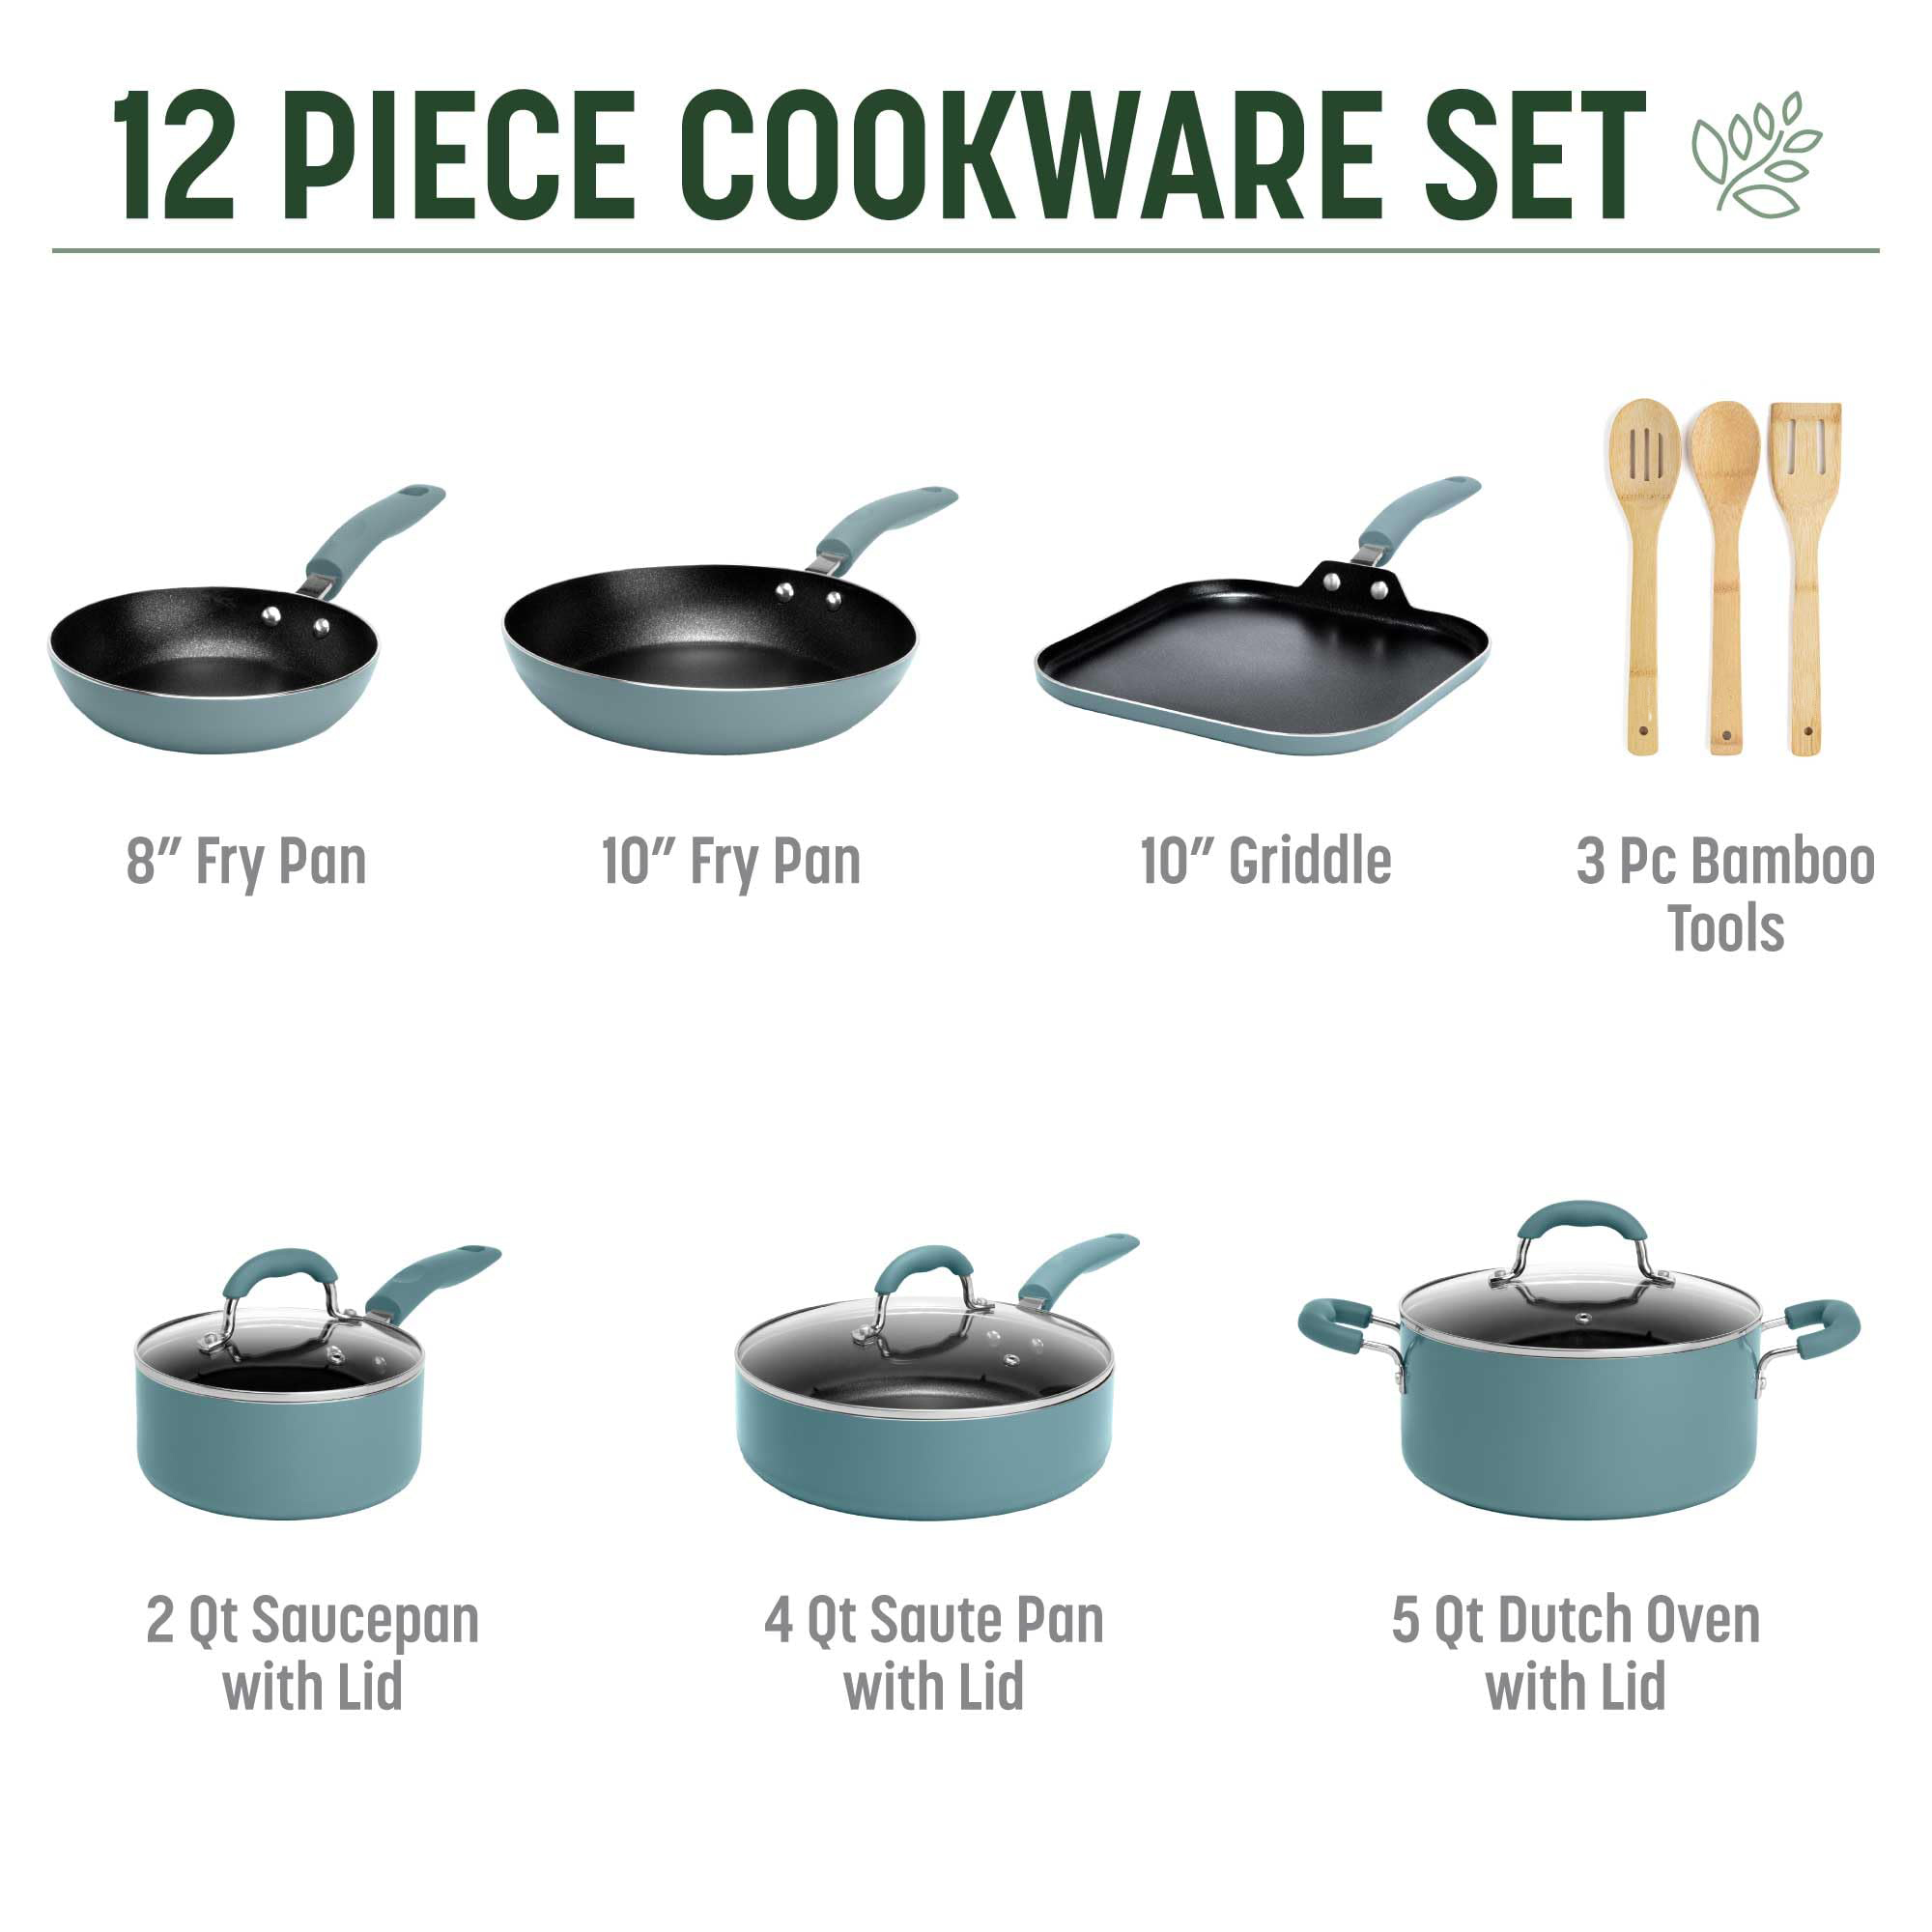 12 PIECE COOKWARE SET
8” Fry Pan
10” Fry Pan
10” Griddle
3 Pc Bamboo
Tools
2 Qt Saucepan
with Lid
4 Qt Saute Pan
with Lid
5 Qt Dutch Oven
with Lid